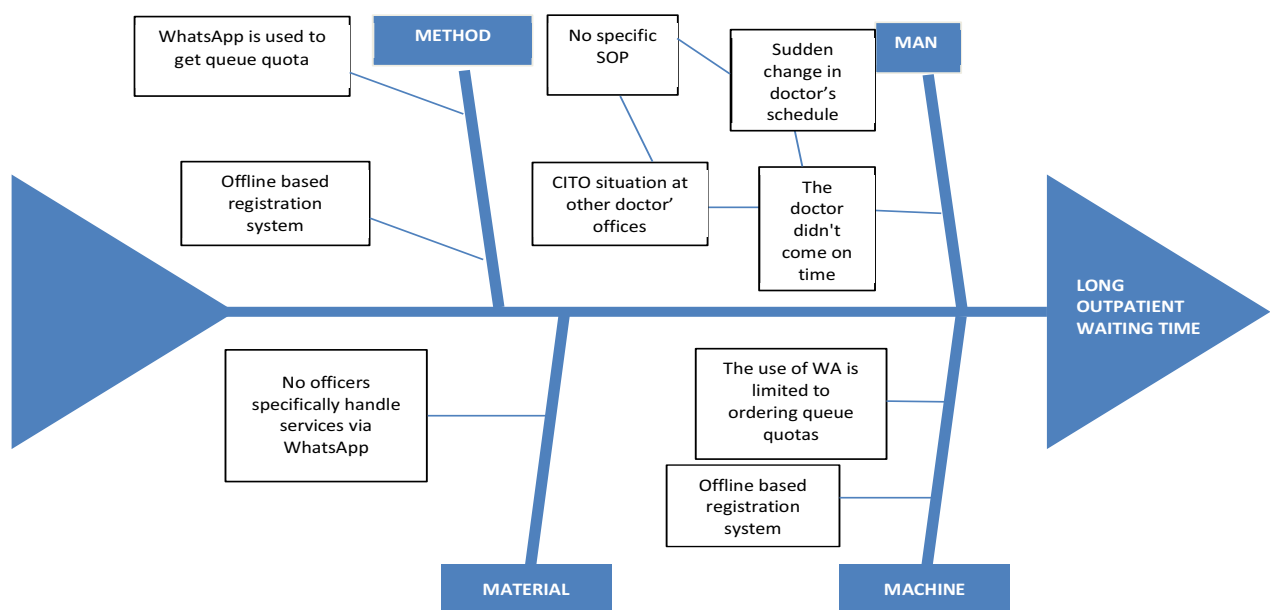 WhatsApp is used to
get queue quota
METHOD
No specific
SOP
Sudden
change in
doctor’s
schedule
MAN
Offline based
registration
system
CITO situation at
other doctor’
offices
The
doctor
didn't
come on
time
LONG
OUTPATIENT
WAITING TIME
No officers
specifically handle
services via
WhatsApp
The use of WA is
limited to
ordering queue
quotas
Offline based
registration
system
MATERIAL
MACHINE